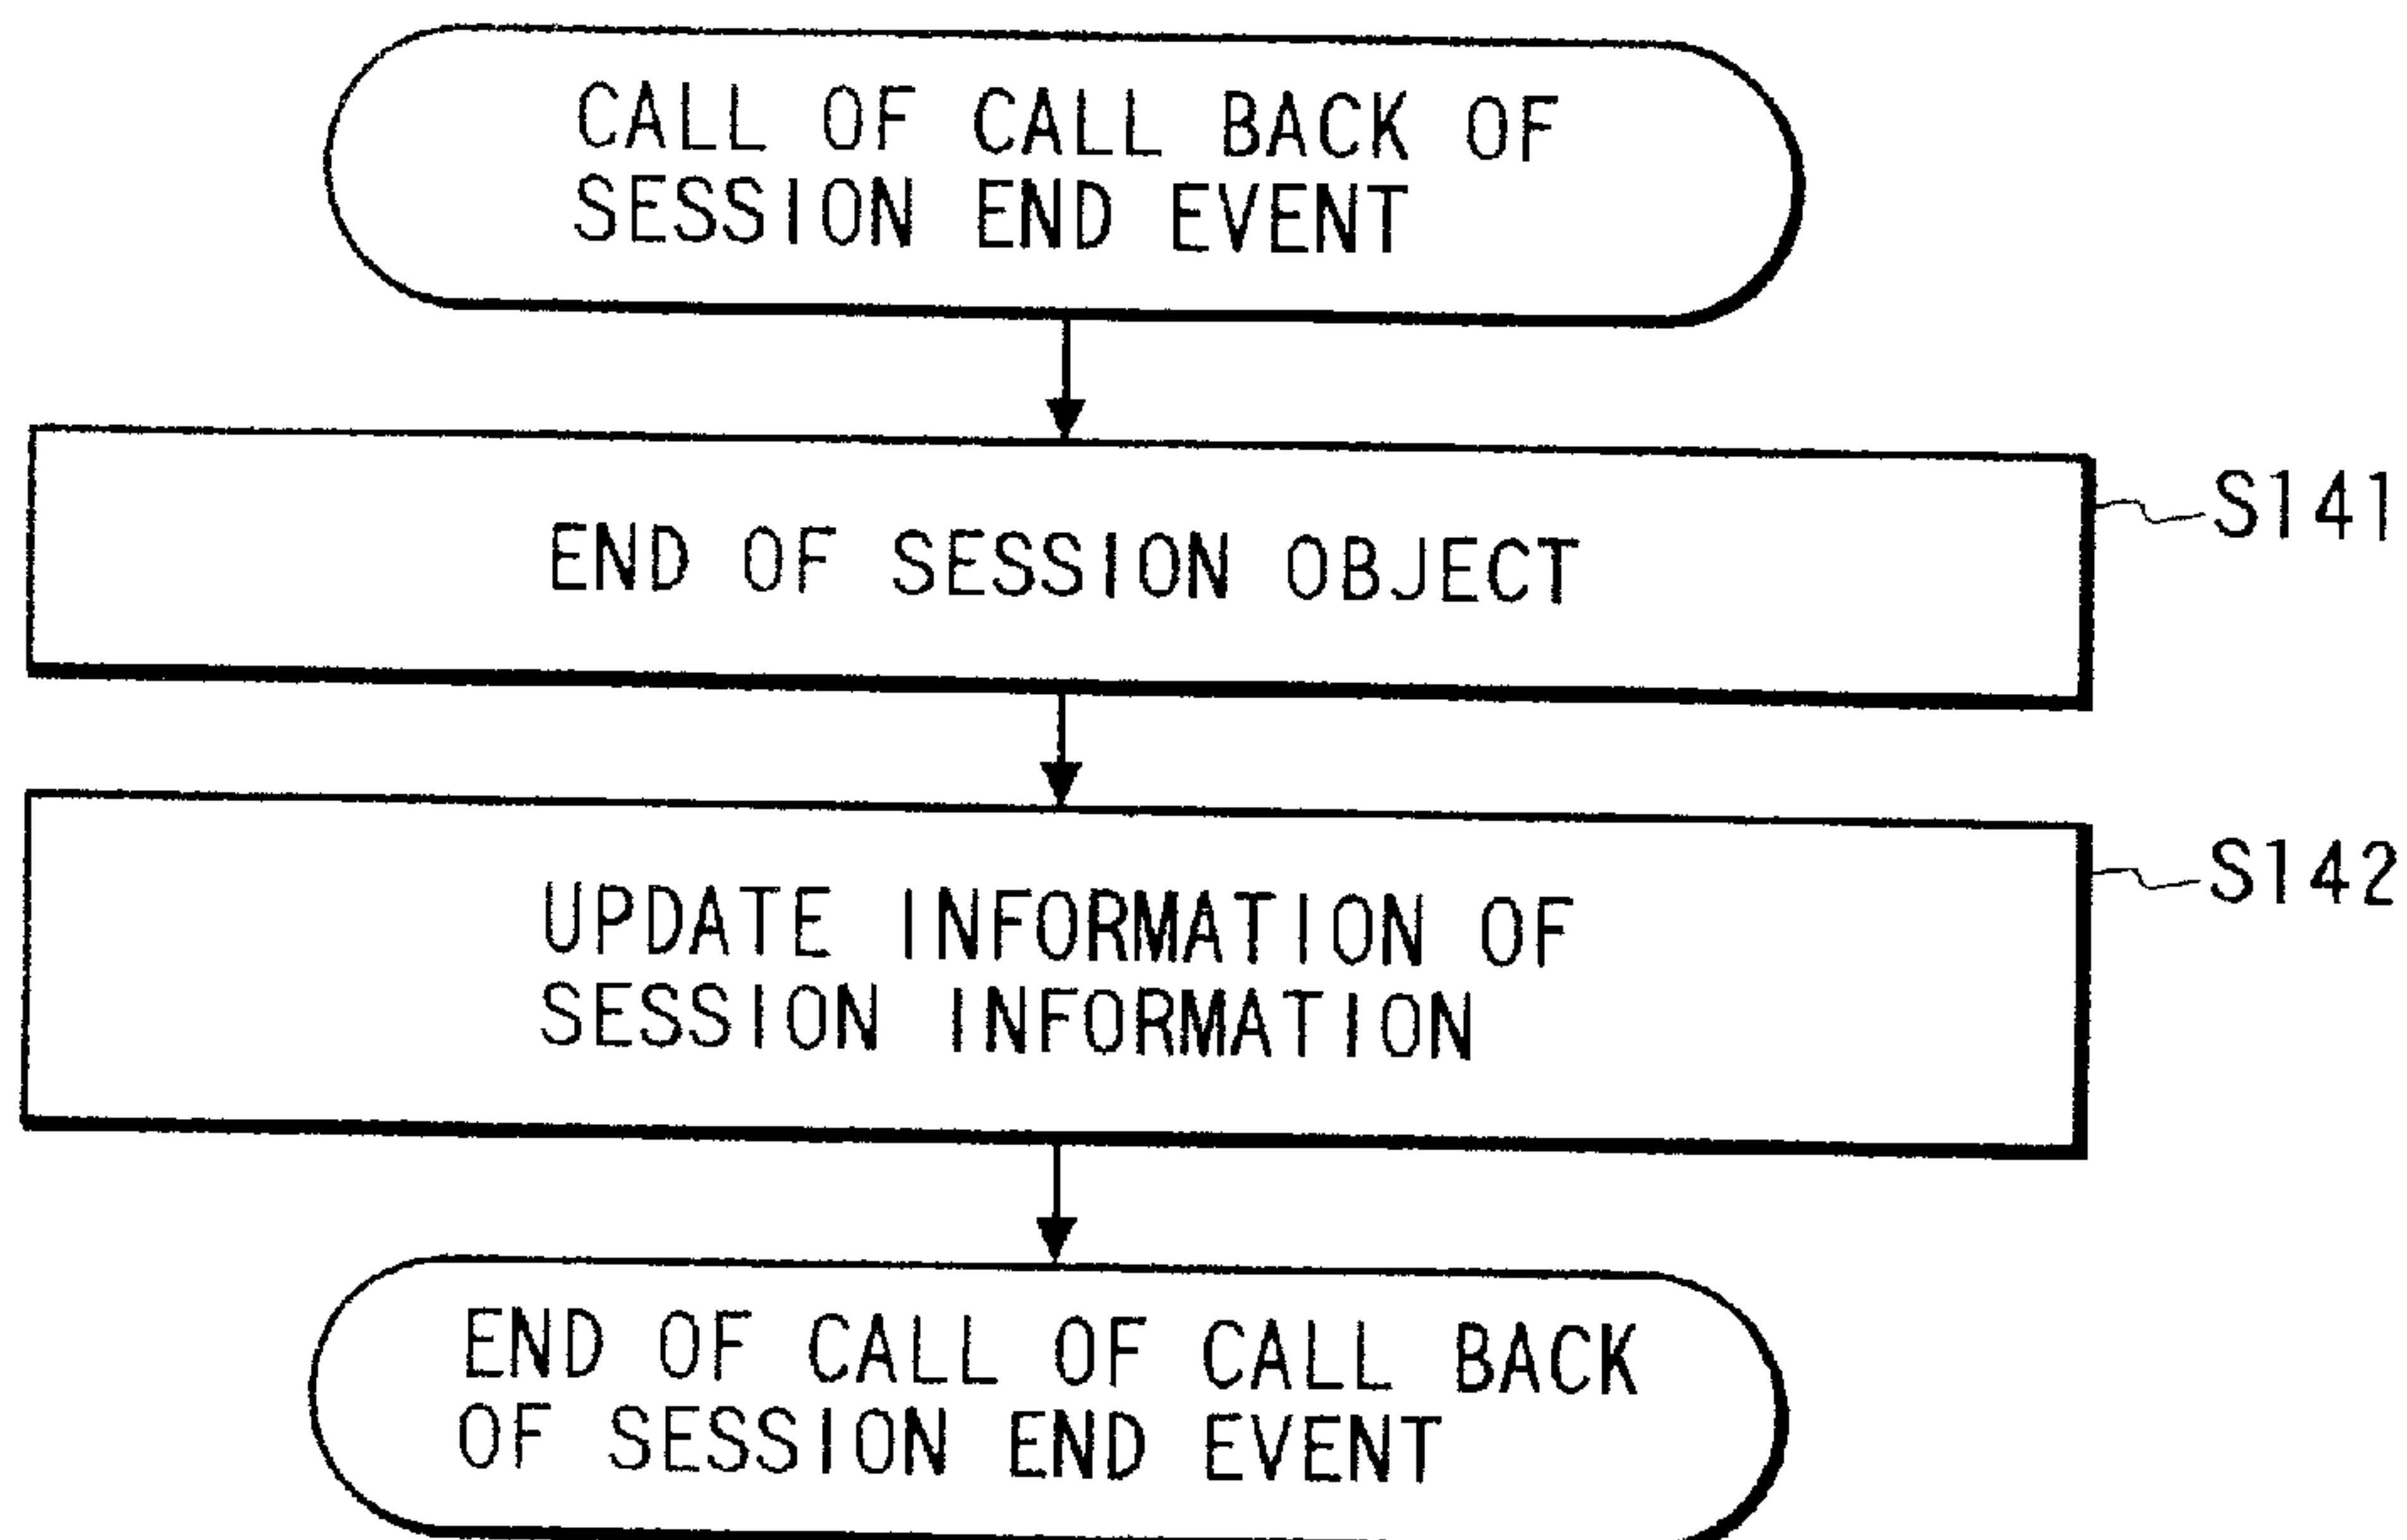 CALL OF CALL BACK OF
SESSION END EVENT
END OF SESSION OBJECT
S141
UPDATE INFORMATION OF
SESSION INFORMATION
S142
END OF CALL OF CALL BACK
OF SESSION END EVENT